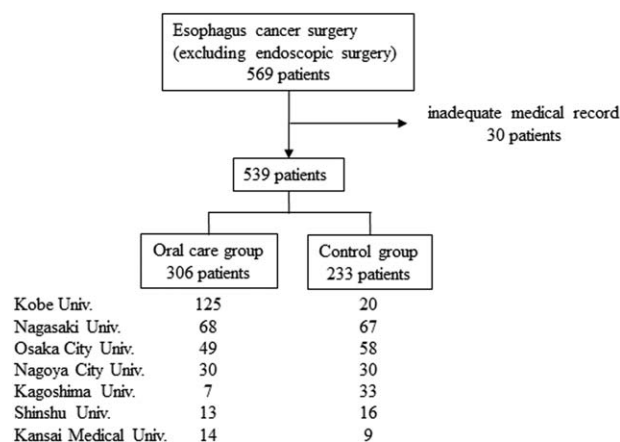 Esophagus cancer surgery
(excluding endoscopic surgery)
569 patients
inadequate medical record
30 patients
539 patients
Oral care group
306 patients
Control group
233 patients
Kobe Univ. 125 20
Nagasaki Univ. 68 67
Osaka City Univ. 49 58
Nagoya City Univ. 30 30
Kagoshima Univ. 7 33
Shinshu Univ. 13 16
Kansai Medical Univ. 14 9